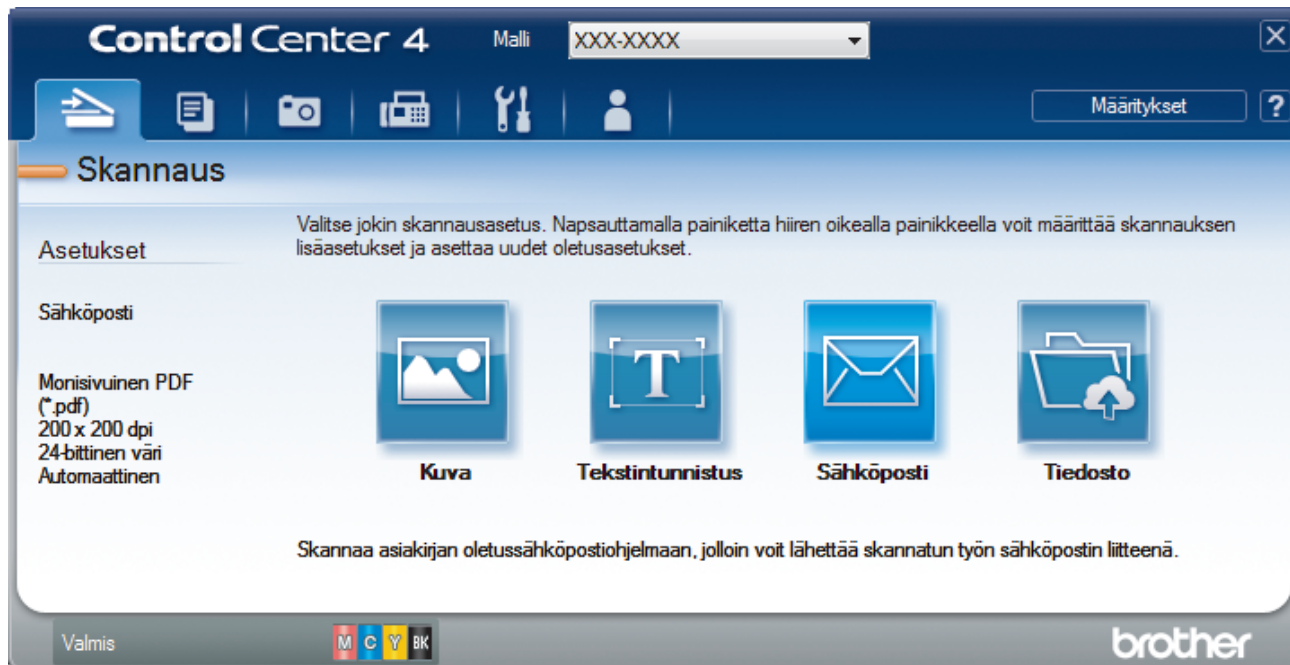 Control Center 4 Malli XXX-XXXX
Määritykset ?
Skannaus
Valitse jokin skannausasetus. Napsauttamalla painiketta hiiren oikealla painikkeella voit määrittää skannauksen
lisäasetukset ja asettaa uudet oletusasetukset.
Asetukset
Sähköposti
Monisivuinen PDF
(*.pdf)
200 x 200 dpi
24-bittinen väri
Automaattinen
T
Kuva Tekstintunnistus Sähköposti Tiedosto
Skannaa asiakirjan oletussähköpostiohjelmaan, jolloin voit lähettää skannatun työn sähköpostin liitteenä.
Valmis M C Y BK brother